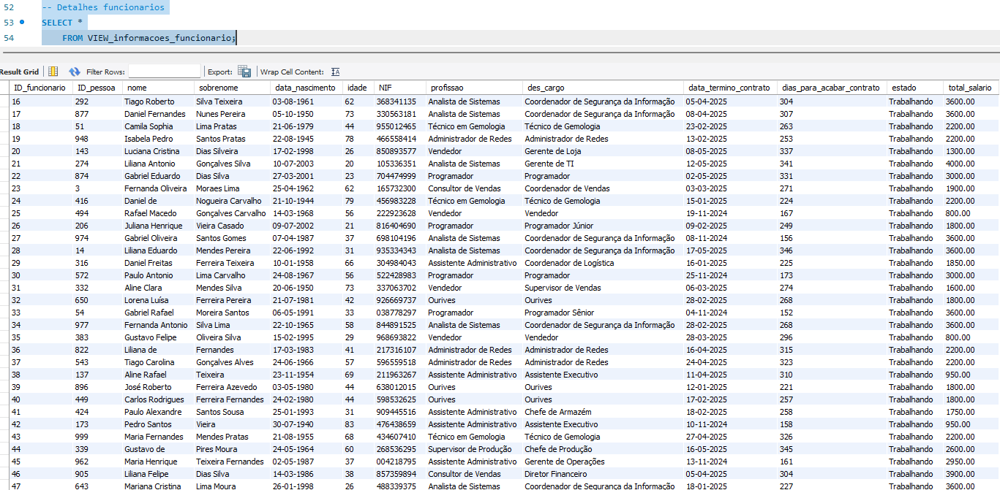 52 -- Detalhes funcionarios
53 SELECT *
54 FROM VIEW_informacoes_funcionario;
Result Grid Filter Rows: Export: Wrap Cell Content:
ID_funcionario ID_pessoa nome sobrenome data_nascimento idade NIF profissao des_cargo data_termino_contrato dias_para_acabar_contrato estado total_salario
16 292 Tiago Roberto Silva Teixeira 03-08-1961 62 368341135 Analista de Sistemas Coordenador de Segurança da Informação 05-04-2025 304 Trabalhando 3600.00
17 877 Daniel Fernandes Nunes Pereira 05-10-1950 73 330563181 Analista de Sistemas Coordenador de Segurança da Informação 08-04-2025 307 Trabalhando 3600.00
18 51 Camila Sophia Lima Pratas 21-06-1979 44 955012465 Técnico em Gemologia Técnico de Gemologia 23-02-2025 263 Trabalhando 2200.00
19 948 Isabela Pedro Santos Pratas 22-08-1945 78 466558414 Administrador de Redes Administrador de Redes 13-02-2025 253 Trabalhando 2200.00
20 143 Luciana Cristina Dias Silveira 17-02-1998 26 850893577 Vendedor Gerente de Loja 08-05-2025 337 Trabalhando 1300.00
21 274 Liliana Antonio Gonçalves Silva 10-07-2003 20 105336351 Analista de Sistemas Gerente de TI 12-05-2025 341 Trabalhando 4000.00
22 874 Gabriel Eduardo Dias Silva 27-03-2001 23 704474999 Programador Programador 02-05-2025 331 Trabalhando 3000.00
23 3 Fernanda Oliveira Moraes Lima 25-04-1962 62 165732300 Consultor de Vendas Coordenador de Vendas 03-03-2025 271 Trabalhando 1900.00
24 416 Daniel de Nogueira Carvalho 21-10-1944 79 456983228 Técnico em Gemologia Técnico de Gemologia 15-01-2025 224 Trabalhando 2200.00
25 494 Rafael Macedo Gonçalves Carvalho 14-03-1968 56 222923628 Vendedor Vendedor 19-11-2024 167 Trabalhando 800.00
26 206 Juliana Henrique Vieira Casado 09-07-2002 21 816404690 Programador Programador Júnior 09-02-2025 249 Trabalhando 1800.00
27 974 Gabriel Oliveira Santos Gomes 07-04-1987 37 698104196 Analista de Sistemas Coordenador de Segurança da Informação 08-11-2024 156 Trabalhando 3600.00
28 14 Liliana Eduardo Mendes Pereira 22-06-1992 31 935334343 Analista de Sistemas Coordenador de Segurança da Informação 17-05-2025 346 Trabalhando 3600.00
29 316 Daniel Freitas Ferreira Teixeira 10-01-1958 66 304984043 Assistente Administrativo Coordenador de Logística 16-01-2025 225 Trabalhando 1850.00
30 572 Paulo Antonio Lima Carvalho 24-08-1967 56 522428983 Programador Programador 25-11-2024 173 Trabalhando 3000.00
31 332 Aline Clara Mendes Silva 20-06-1950 73 337063702 Vendedor Supervisor de Vendas 06-03-2025 274 Trabalhando 1600.00
32 650 Lorena Luísa Ferreira Pereira 21-07-1981 42 926669737 Ourives Ourives 28-02-2025 268 Trabalhando 1800.00
33 54 Gabriel Rafael Moreira Santos 06-05-1991 33 038778297 Programador Programador Sênior 04-11-2024 152 Trabalhando 3600.00
34 977 Fernanda Antonio Silva Lima 22-10-1965 58 844891525 Analista de Sistemas Coordenador de Segurança da Informação 28-02-2025 268 Trabalhando 3600.00
35 383 Gustavo Felipe Oliveira Silva 15-02-1995 29 968693822 Vendedor Vendedor 28-03-2025 296 Trabalhando 800.00
36 822 Liliana de Fernandes 17-03-1983 41 217316107 Administrador de Redes Administrador de Redes 16-04-2025 315 Trabalhando 2200.00
37 543 Tiago Carolina Gonçalves Alves 24-06-1966 57 596559518 Administrador de Redes Administrador de Redes 24-04-2025 323 Trabalhando 2200.00
38 137 Aline Rafael Teixeira 23-11-1954 69 211963267 Assistente Administrativo Assistente Executivo 11-04-2025 310 Trabalhando 950.00
39 896 José Roberto Ferreira Azevedo 03-05-1980 44 638012015 Ourives Ourives 12-01-2025 221 Trabalhando 1800.00
40 449 Carlos Rodrigues Ferreira Fernandes 24-02-1980 44 598532625 Ourives Ourives 17-02-2025 257 Trabalhando 1800.00
41 424 Paulo Alexandre Santos Sousa 25-01-1993 31 909445516 Assistente Administrativo Chefe de Armazém 18-02-2025 258 Trabalhando 1750.00
42 173 Pedro Santos Vieira 30-07-1940 83 476438659 Assistente Administrativo Assistente Executivo 10-11-2024 158 Trabalhando 950.00
43 999 Maria Fernandes Mendes Pratas 21-08-1955 68 434607410 Técnico em Gemologia Técnico de Gemologia 27-04-2025 326 Trabalhando 2200.00
44 339 Gustavo de Pires Moura 24-05-1964 60 268536295 Supervisor de Produção Chefe de Produção 16-05-2025 345 Trabalhando 2600.00
45 962 Maria Henrique Teixeira Fernandes 02-05-1987 37 004218795 Assistente Administrativo Gerente de Operações 13-11-2024 161 Trabalhando 2950.00
46 905 Liliana Felipe Dias Silva 14-03-1986 38 857359894 Consultor de Vendas Diretor Financeiro 05-04-2025 304 Trabalhando 3900.00
47 643 Mariana Cristina Lima Moura 26-01-1998 26 488339375 Analista de Sistemas Coordenador de Segurança da Informação 18-01-2025 227 Trabalhando 3600.00